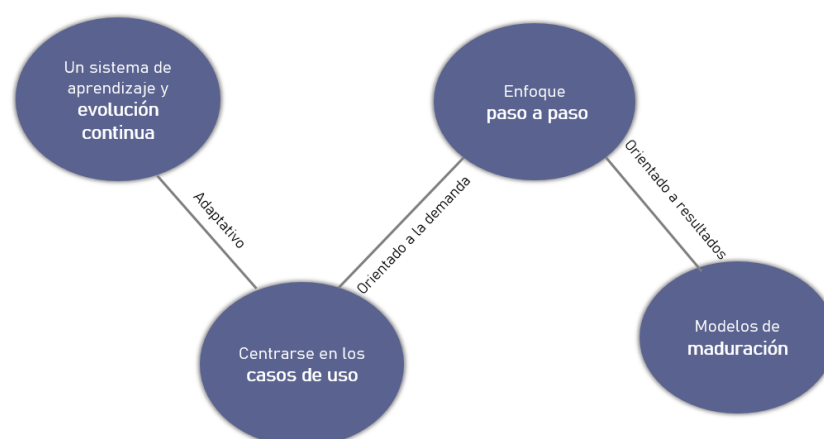 Un sistema de
aprendizaje y
evolución
continua
Adaptativo
Centrarse en los
casos de uso
Orientado a la demanda
Enfoque
paso a paso
Orientado a resultados
Modelos de
maduración